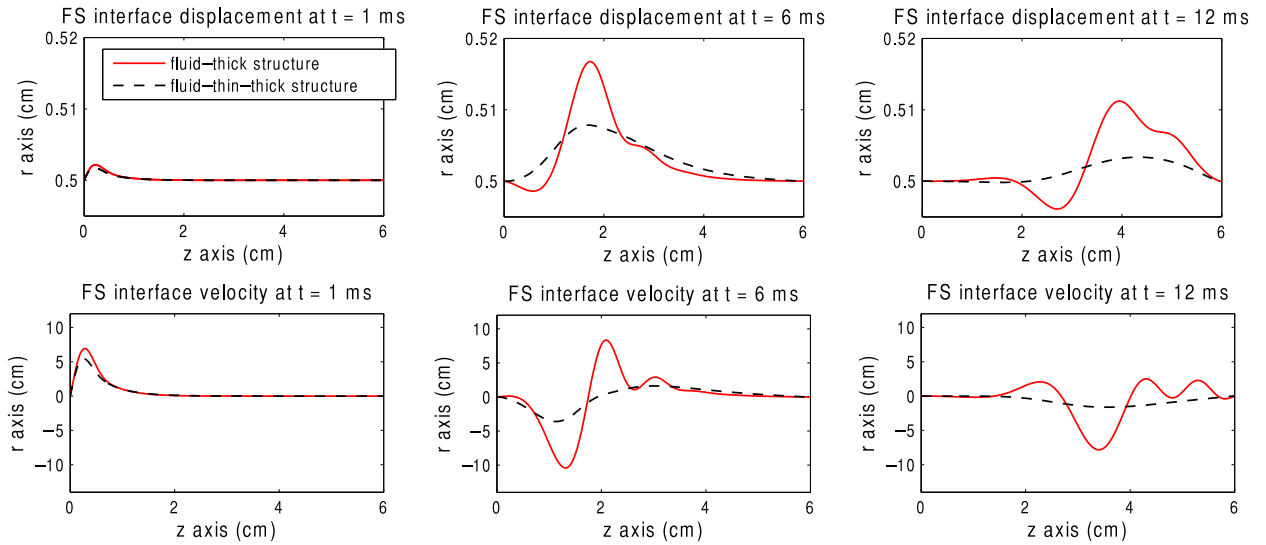 FS interface displacement at t = 1 ms
FS interface displacement at t = 6 ms
FS interface displacement at t = 12 ms
0.52
0.51
0.5
r axis (cm)
fluid−thick structure
fluid−thin−thick structure
0 2 4 6
z axis (cm)
0.52
0.51
0.5
r axis (cm)
0 2 4 6
z axis (cm)
0.52
0.51
0.5
r axis (cm)
0 2 4 6
z axis (cm)
FS interface velocity at t = 1 ms
FS interface velocity at t = 6 ms
FS interface velocity at t = 12 ms
10
5
0
−5
−10
r axis (cm)
0 2 4 6
z axis (cm)
10
5
0
−5
−10
r axis (cm)
0 2 4 6
z axis (cm)
10
5
0
−5
−10
r axis (cm)
0 2 4 6
z axis (cm)